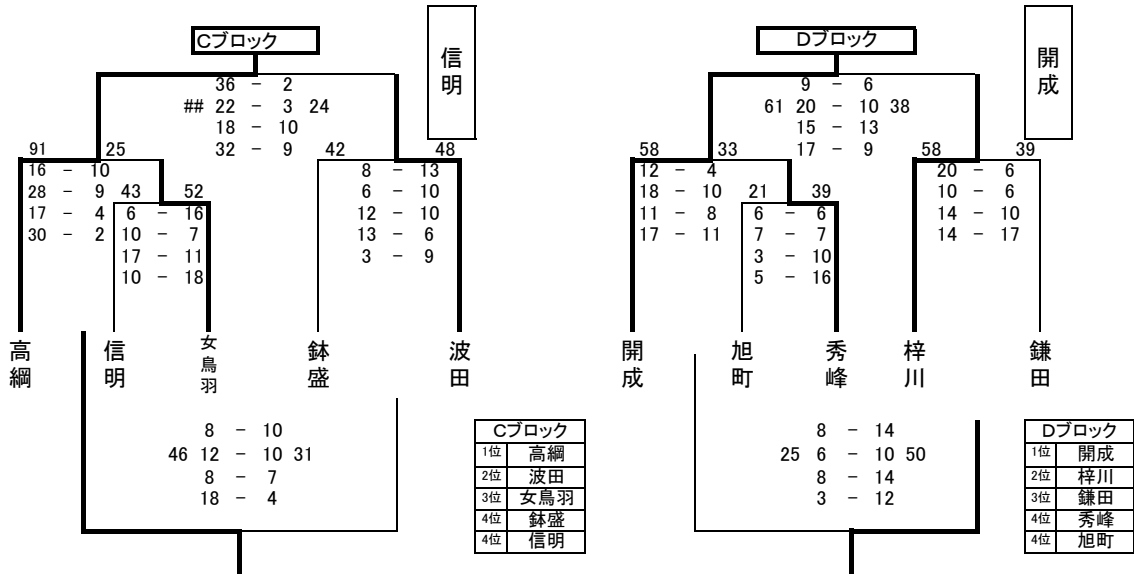 Cブロック
信明
36 － 2
## 22 － 3 24
18 － 10
32 － 9
91 25
16 － 10
28 － 9
17 － 4
30 － 2
43 52
6 － 16
10 － 7
17 － 11
10 － 18
42 48
8 － 13
6 － 10
12 － 10
13 － 6
3 － 9
高綱
信明
女鳥羽
鉢盛
波田
8 － 10
46 12 － 10 31
8 － 7
18 － 4
Cブロック
1位 高綱
2位 波田
3位 女鳥羽
4位 鉢盛
4位 信明
Dブロック
開成
9 － 6
61 20 － 10 38
15 － 13
17 － 9
58 33
12 － 4
18 － 10
11 － 8
17 － 11
21 39
6 － 6
7 － 7
3 － 10
5 － 16
58 39
20 － 6
10 － 6
14 － 10
14 － 17
開成
旭町
秀峰
梓川
鎌田
8 － 14
25 6 － 10 50
8 － 14
3 － 12
Dブロック
1位 開成
2位 梓川
3位 鎌田
4位 秀峰
4位 旭町